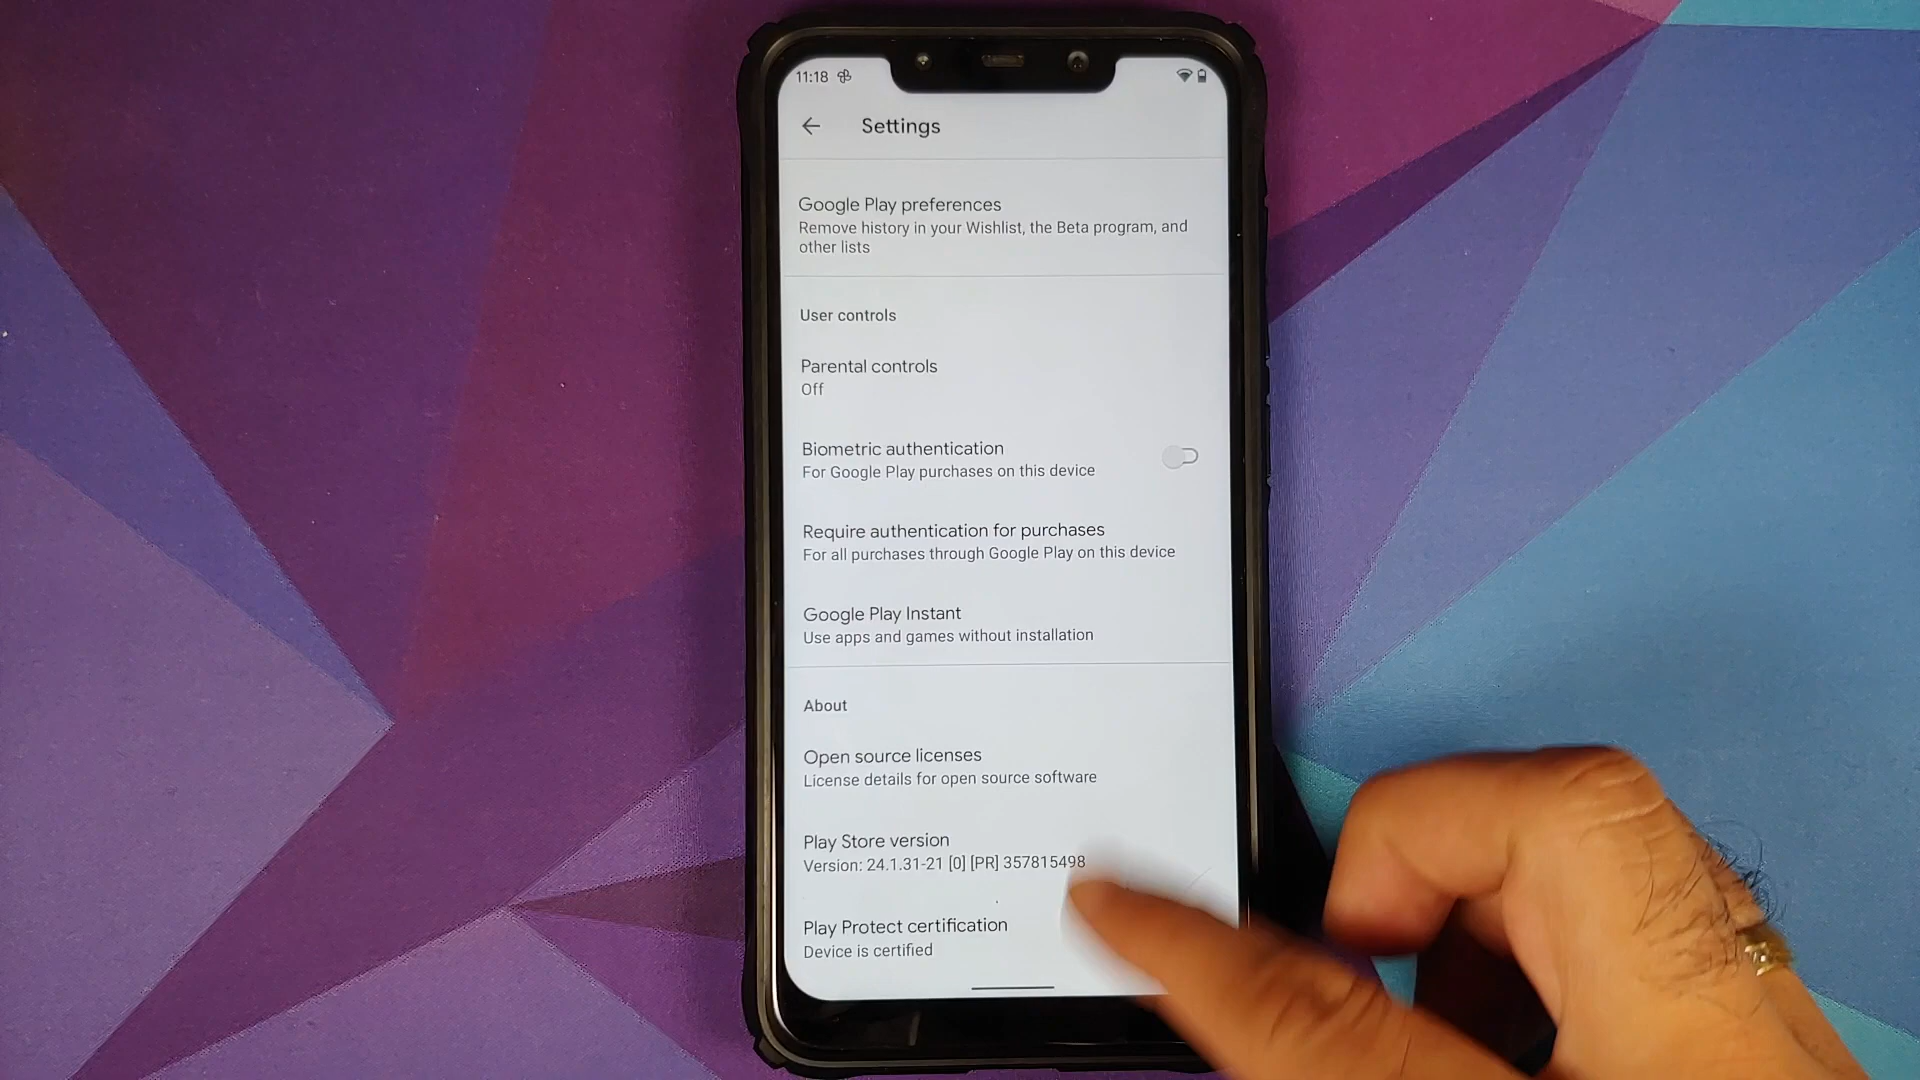 11:18
Settings
Google Play preferences
Remove history in your Wishlist, the Beta program, and
other lists
User controls
Parental controls
Off
Biometric authentication
For Google Play purchases on this device
Require authentication for purchases
For all purchases through Google Play on this device
Google Play Instant
Use apps and games without installation
About
Open source licenses
License details for open source software
Play Store version
Version: 24.1.31-21 [0] [PR] 357815498
Play Protect certification
Device is certified